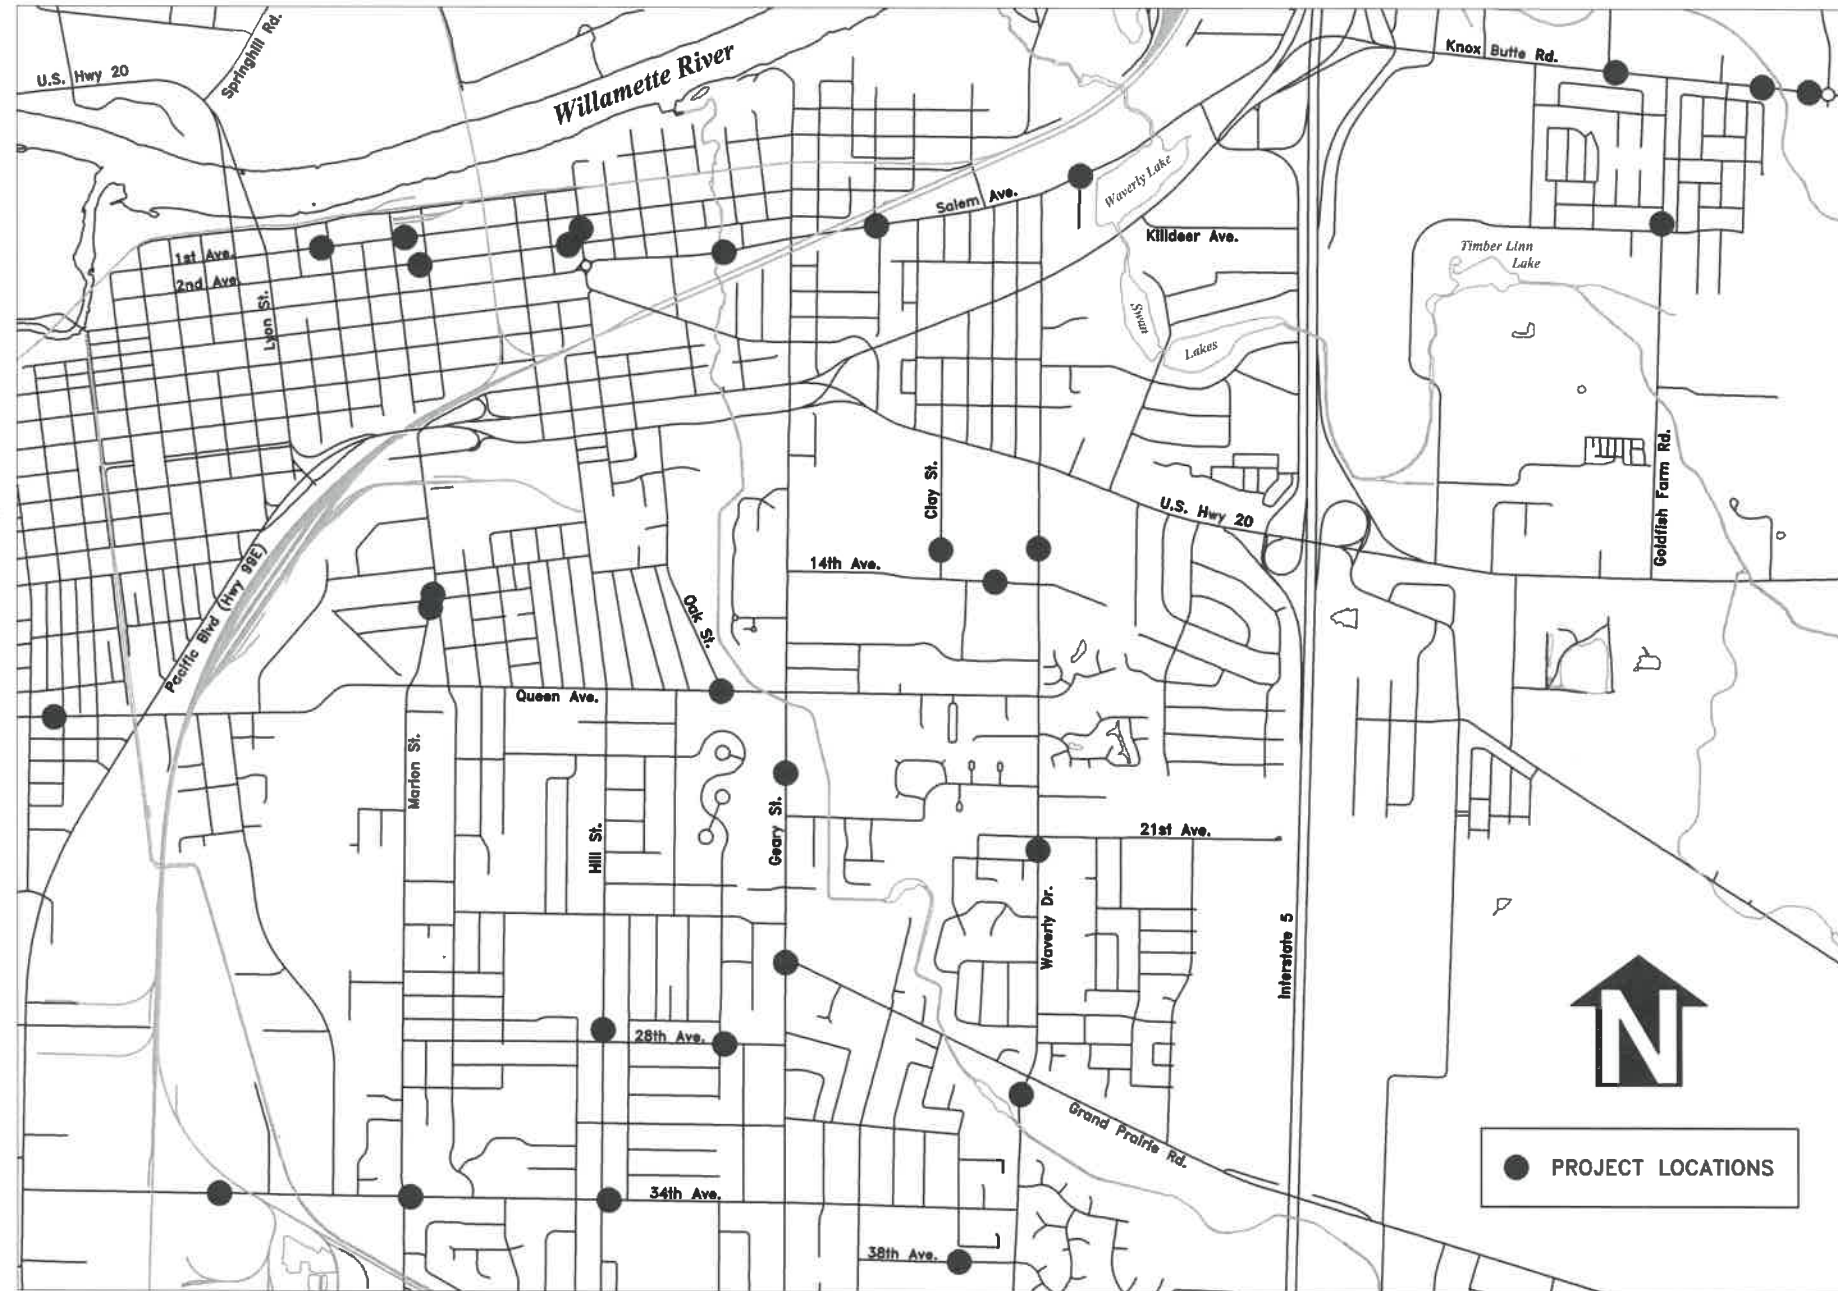 Springhill Rd.
U.S. Hwy 20
Willamette River
Knox Butte Rd.
Waverly Lake
Salem Ave.
Killdeer Ave.
1st Ave.
2nd Ave.
Lyon St.
Timber Linn
Lake
Swan
Lakes
Clay St.
U.S. Hwy 20
Goldfish Farm Rd.
14th Ave.
Pacific Blvd (Hwy 99E)
Oak St.
Queen Ave.
Marion St.
Hill St.
Geary St.
21st Ave.
Waverly Dr.
Interstate 5
28th Ave.
N
Grand Prairie Rd.
PROJECT LOCATIONS
34th Ave.
38th Ave.